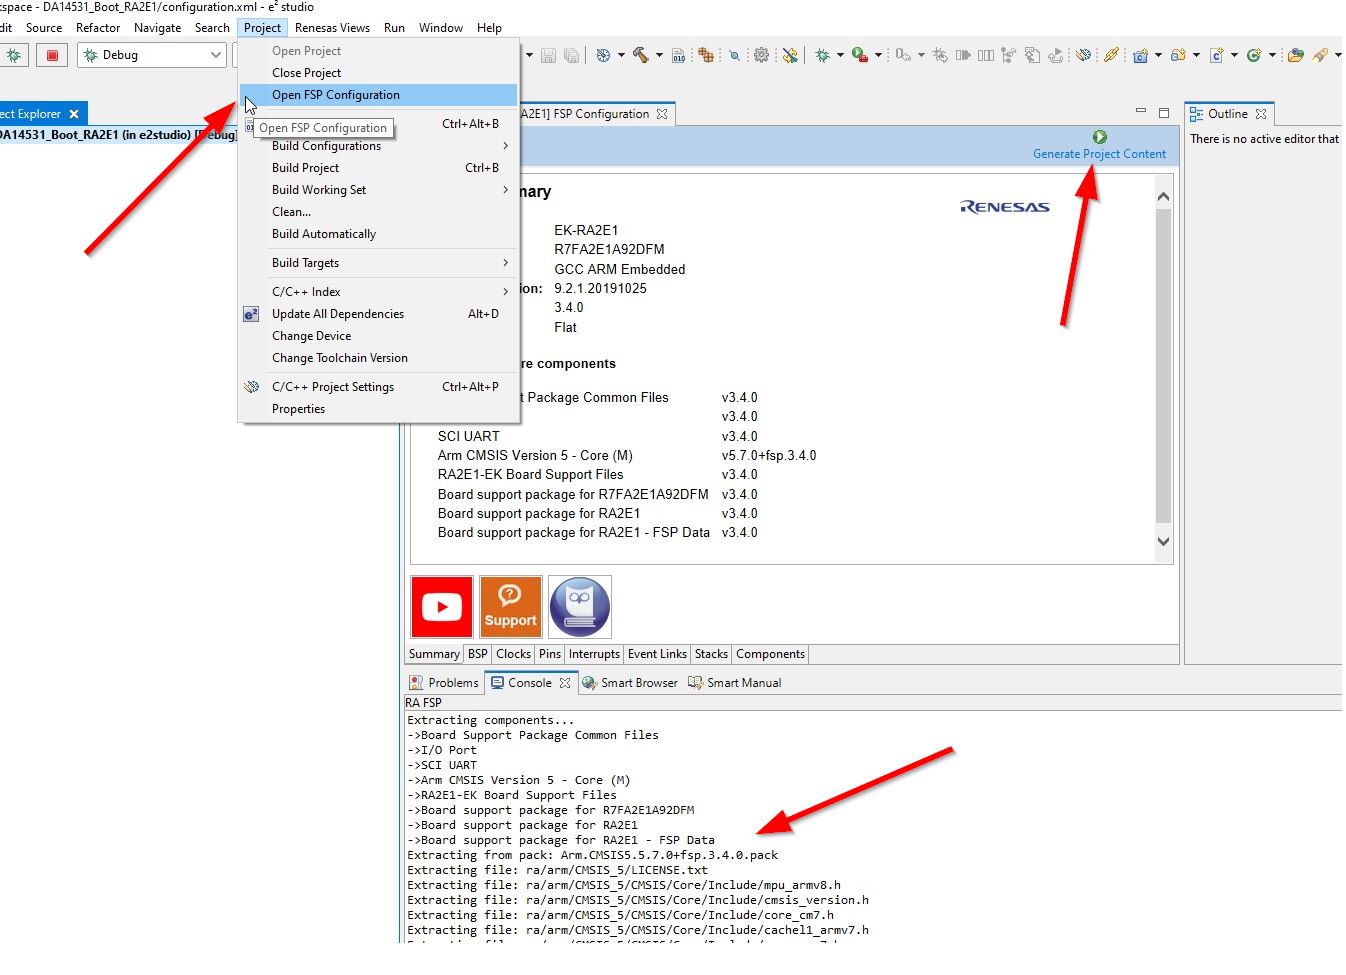 space - DA14531_Boot_RA2E1/configuration.xml - e² studio
dit Source Refactor Navigate Search Project Renesas Views Run Window Help
Debug
Open Project
Close Project
Open FSP Configuration
Open FSP Configuration
Ctrl+Alt+B
Build Configurations
Build Project Ctrl+B
Build Working Set
Clean...
Build Automatically
Build Targets
C/C++ Index
e² Update All Dependencies Alt+D
Change Device
Change Toolchain Version
C/C++ Project Settings Ctrl+Alt+P
Properties
ect Explorer
DA14531_Boot_RA2E1 (in e2studio) [Debug]
A2E1] FSP Configuration
Generate Project Content
mary
RENESAS
EK-RA2E1
R7FA2E1A92DFM
GCC ARM Embedded
ion: 9.2.1.20191025
3.4.0
Flat
re components
t Package Common Files v3.4.0
v3.4.0
SCI UART v3.4.0
Arm CMSIS Version 5 - Core (M) v5.7.0+fsp.3.4.0
RA2E1-EK Board Support Files v3.4.0
Board support package for R7FA2E1A92DFM v3.4.0
Board support package for RA2E1 v3.4.0
Board support package for RA2E1 - FSP Data v3.4.0
Support
Summary BSP Clocks Pins Interrupts Event Links Stacks Components
Outline
There is no active editor that
Problems Console Smart Browser Smart Manual
RA FSP
Extracting components...
->Board Support Package Common Files
->I/O Port
->SCI UART
->Arm CMSIS Version 5 - Core (M)
->RA2E1-EK Board Support Files
->Board support package for R7FA2E1A92DFM
->Board support package for RA2E1
->Board support package for RA2E1 - FSP Data
Extracting from pack: Arm.CMSIS5.5.7.0+fsp.3.4.0.pack
Extracting file: ra/arm/CMSIS_5/LICENSE.txt
Extracting file: ra/arm/CMSIS_5/CMSIS/Core/Include/mpu_armv8.h
Extracting file: ra/arm/CMSIS_5/CMSIS/Core/Include/cmsis_version.h
Extracting file: ra/arm/CMSIS_5/CMSIS/Core/Include/core_cm7.h
Extracting file: ra/arm/CMSIS_5/CMSIS/Core/Include/cachel1_armv7.h